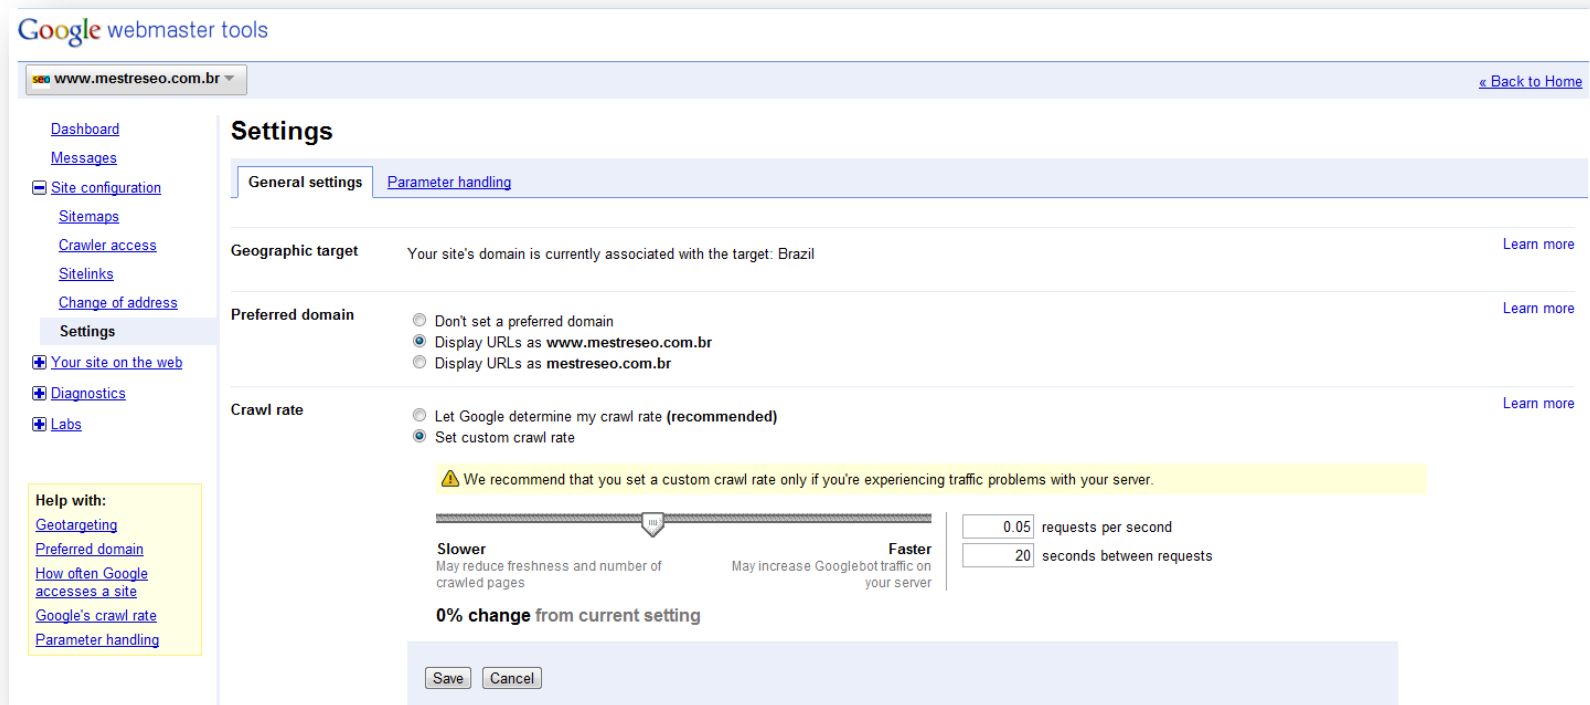 Google webmaster tools
seo www.mestreseo.com.br
« Back to Home
Dashboard
Messages
Site configuration
Sitemaps
Crawler access
Sitelinks
Change of address
Settings
Your site on the web
Diagnostics
Labs
Help with:
Geotargeting
Preferred domain
How often Google
accesses a site
Google's crawl rate
Parameter handling
Settings
General settings
Parameter handling
Geographic target
Your site's domain is currently associated with the target: Brazil
Learn more
Preferred domain
Don't set a preferred domain
Display URLs as www.mestreseo.com.br
Display URLs as mestreseo.com.br
Learn more
Crawl rate
Let Google determine my crawl rate (recommended)
Set custom crawl rate
Learn more
We recommend that you set a custom crawl rate only if you're experiencing traffic problems with your server.
Slower
May reduce freshness and number of
crawled pages
Faster
May increase Googlebot traffic on
your server
0.05 requests per second
20 seconds between requests
0% change from current setting
Save
Cancel